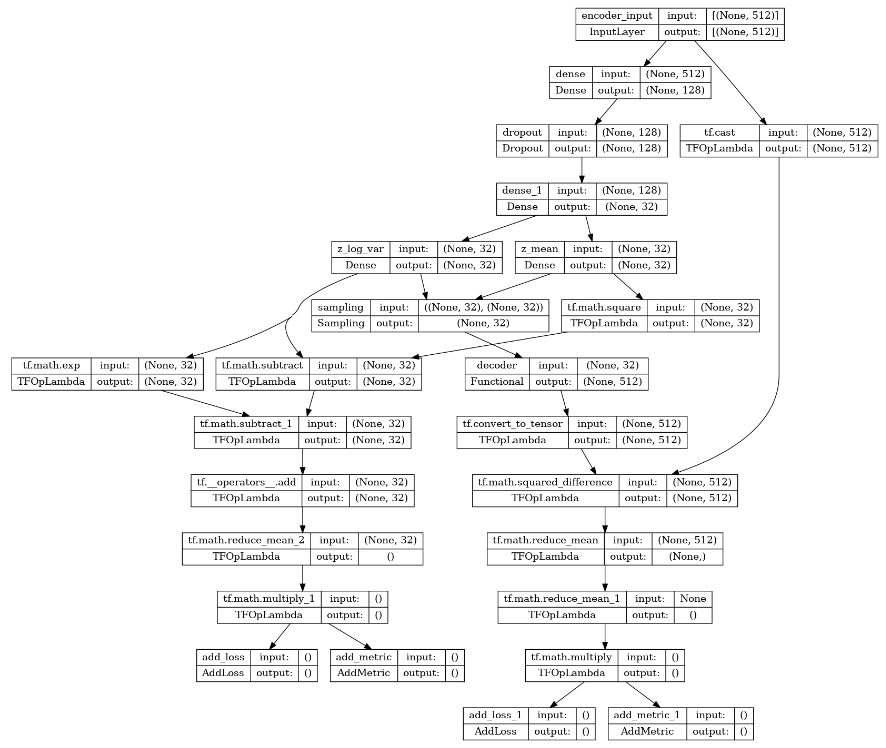 encoder_input input: [(None, 512)]
InputLayer output: [(None, 512)]
dense input: (None, 512)
Dense output: (None, 128)
dropout input: (None, 128)
Dropout output: (None, 128)
tf.cast input: (None, 512)
TFOpLambda output: (None, 512)
dense_1 input: (None, 128)
Dense output: (None, 32)
z_log_var input: (None, 32)
Dense output: (None, 32)
z_mean input: (None, 32)
Dense output: (None, 32)
sampling input: ((None, 32), (None, 32))
Sampling output: (None, 32)
tf.math.square input: (None, 32)
TFOpLambda output: (None, 32)
tf.math.exp input: (None, 32)
TFOpLambda output: (None, 32)
tf.math.subtract input: (None, 32)
TFOpLambda output: (None, 32)
decoder input: (None, 32)
Functional output: (None, 512)
tf.math.subtract_1 input: (None, 32)
TFOpLambda output: (None, 32)
tf.convert_to_tensor input: (None, 512)
TFOpLambda output: (None, 512)
tf.__operators__.add input: (None, 32)
TFOpLambda output: (None, 32)
tf.math.squared_difference input: (None, 512)
TFOpLambda output: (None, 512)
tf.math.reduce_mean_2 input: (None, 32)
TFOpLambda output: ()
tf.math.reduce_mean input: (None, 512)
TFOpLambda output: (None,)
tf.math.multiply_1 input: ()
TFOpLambda output: ()
tf.math.reduce_mean_1 input: None
TFOpLambda output: ()
add_loss input: ()
AddLoss output: ()
add_metric input: ()
AddMetric output: ()
tf.math.multiply input: ()
TFOpLambda output: ()
add_loss_1 input: ()
AddLoss output: ()
add_metric_1 input: ()
AddMetric output: ()